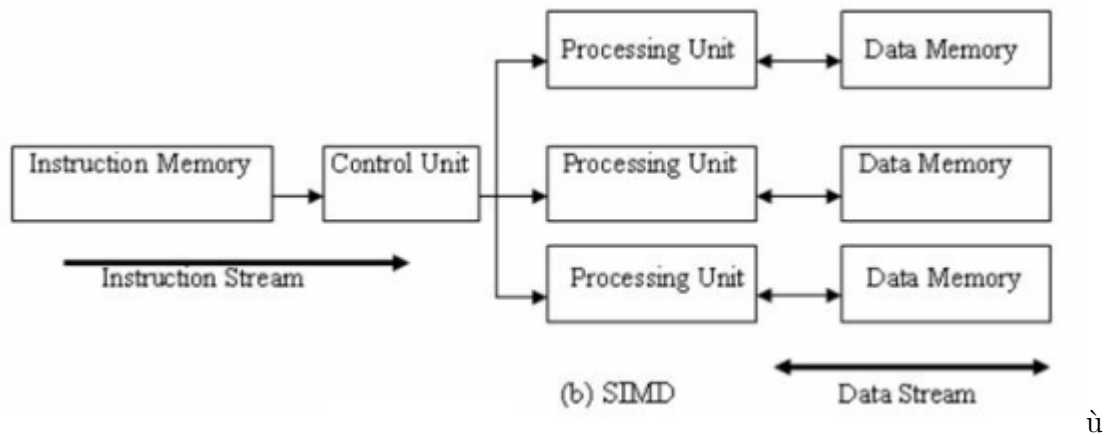 Processing Unit
Data Memory
Instruction Memory
Control Unit
Processing Unit
Data Memory
Instruction Stream
Processing Unit
Data Memory
(b) SIMD
Data Stream
ù